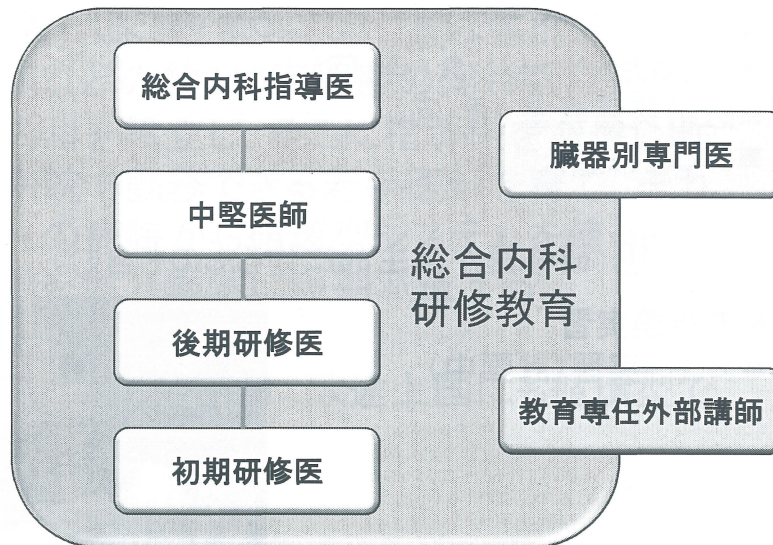 総合内科指導医
中堅医師
後期研修医
初期研修医
総合内科
研修教育
臓器別専門医
教育専任外部講師